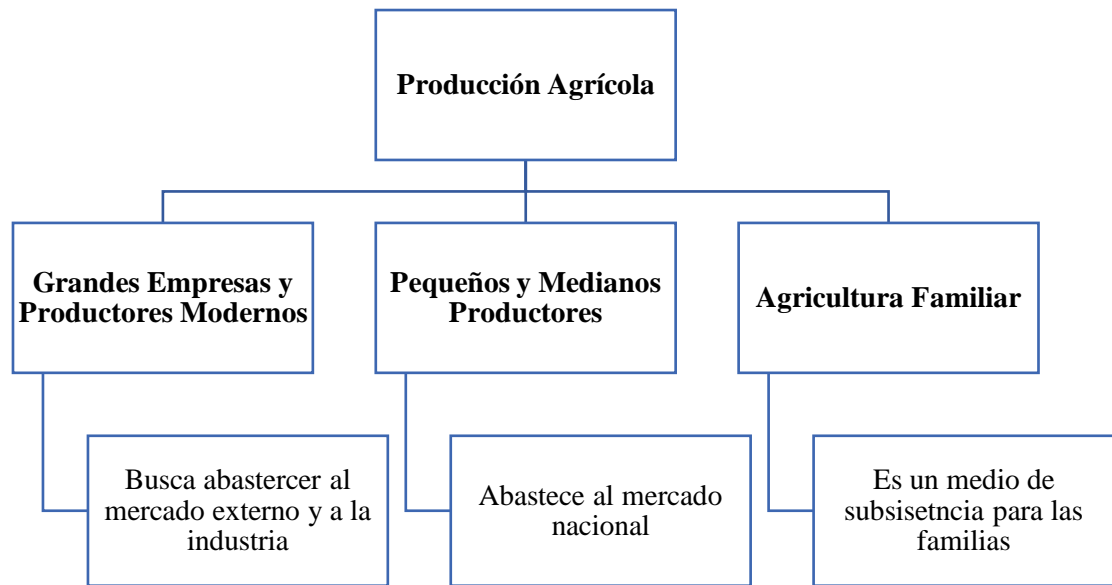 Producción Agrícola
Grandes Empresas y
Productores Modernos
Pequeños y Medianos
Productores
Agricultura Familiar
Busca abastercer al
mercado externo y a la
industria
Abastece al mercado
nacional
Es un medio de
subsisetncia para las
familias